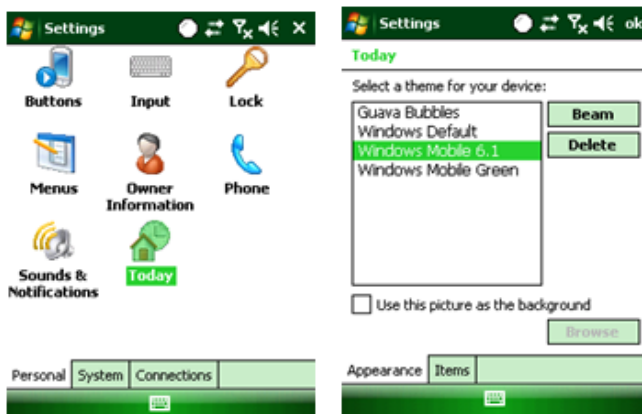 Settings
Buttons Input Lock
Menus Owner Information Phone
Sounds & Notifications Today
Personal System Connections
Settings ok
Today
Select a theme for your device:
Guava Bubbles
Windows Default
Windows Mobile 6.1
Windows Mobile Green
Beam
Delete
Use this picture as the background
Browse
Appearance Items